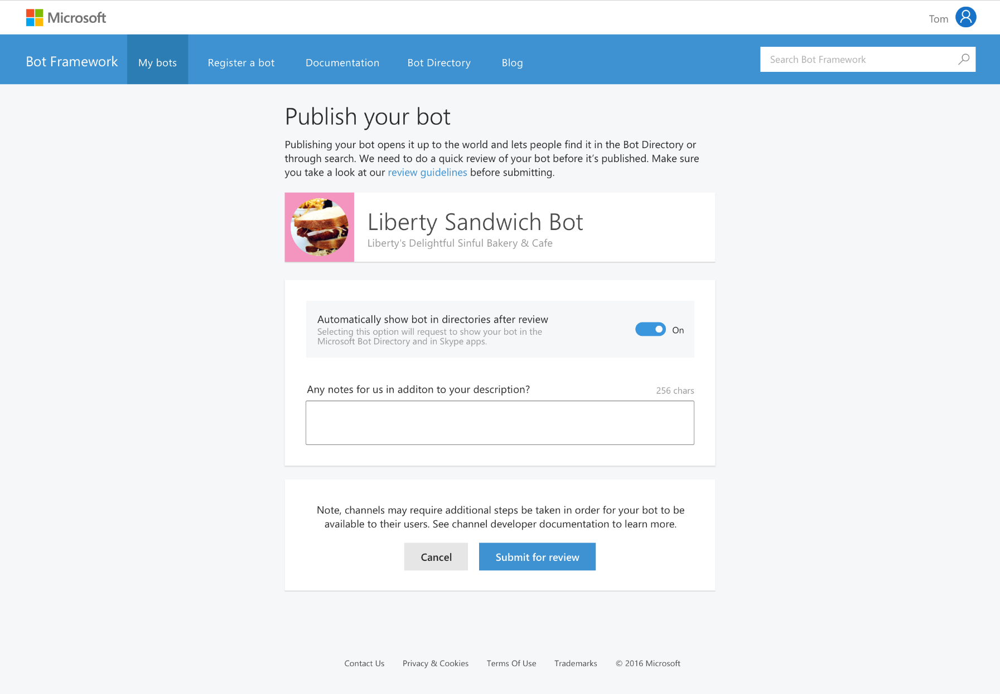 Microsoft
Tom
Bot Framework
My bots
Register a bot
Documentation
Bot Directory
Blog
Search Bot Framework
Publish your bot
Publishing your bot opens it up to the world and lets people find it in the Bot Directory or
through search. We need to do a quick review of your bot before it's published. Make sure
you take a look at our review guidelines before submitting.
Liberty Sandwich Bot
Liberty's Delightful Sinful Bakery & Cafe
Automatically show bot in directories after review
Selecting this option will request to show your bot in the
Microsoft Bot Directory and in Skype apps.
On
Any notes for us in additon to your description?
256 chars
Note, channels may require additional steps be taken in order for your bot to be
available to their users. See channel developer documentation to learn more.
Cancel
Submit for review
Contact Us
Privacy & Cookies
Terms Of Use
Trademarks
© 2016 Microsoft